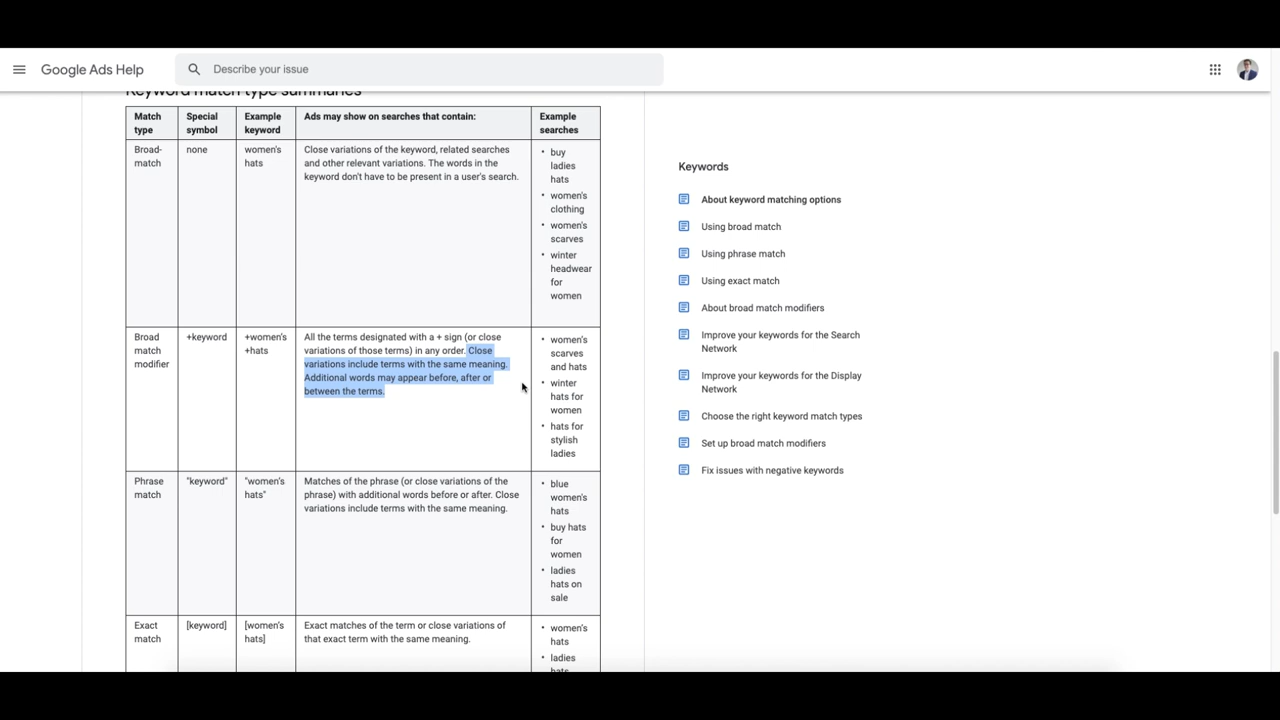 Google Ads Help
Describe your issue
Keyword match type summaries
Match
type
Special
symbol
Example
keyword
Ads may show on searches that contain:
Example
searches
Broad-
match
none
women's
hats
Close variations of the keyword, related searches
and other relevant variations. The words in the
keyword don't have to be present in a user's search.
• buy
ladies
hats
• women's
clothing
• women's
scarves
• winter
headwear
for
women
Broad
match
modifier
+keyword
+women's
+hats
All the terms designated with a + sign (or close
variations of those terms) in any order. Close
variations include terms with the same meaning.
Additional words may appear before, after or
between the terms.
• women's
scarves
and hats
• winter
hats for
women
• hats for
stylish
ladies
Phrase
match
"keyword"
"women's
hats"
Matches of the phrase (or close variations of the
phrase) with additional words before or after. Close
variations include terms with the same meaning.
• blue
women's
hats
• buy hats
for
women
• ladies
hats on
sale
Exact
match
[keyword]
[women's
hats]
Exact matches of the term or close variations of
that exact term with the same meaning.
• women's
hats
• ladies
hats
Keywords
About keyword matching options
Using broad match
Using phrase match
Using exact match
About broad match modifiers
Improve your keywords for the Search
Network
Improve your keywords for the Display
Network
Choose the right keyword match types
Set up broad match modifiers
Fix issues with negative keywords